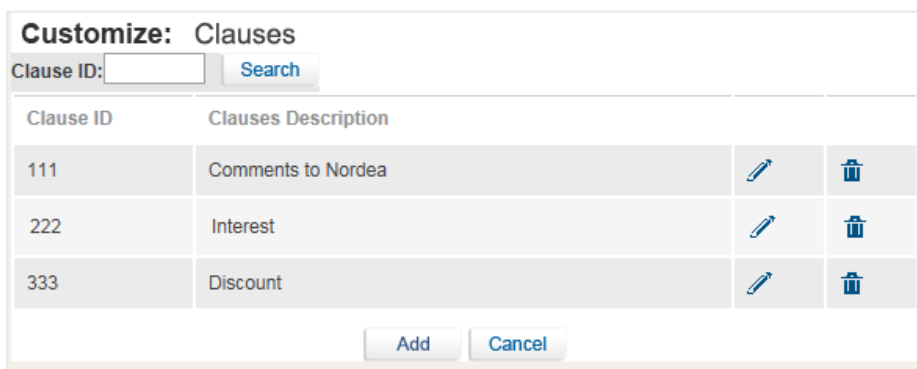 Customize: Clauses
Clause ID: Search
Clause ID Clauses Description
111 Comments to Nordea
222 Interest
333 Discount
Add Cancel